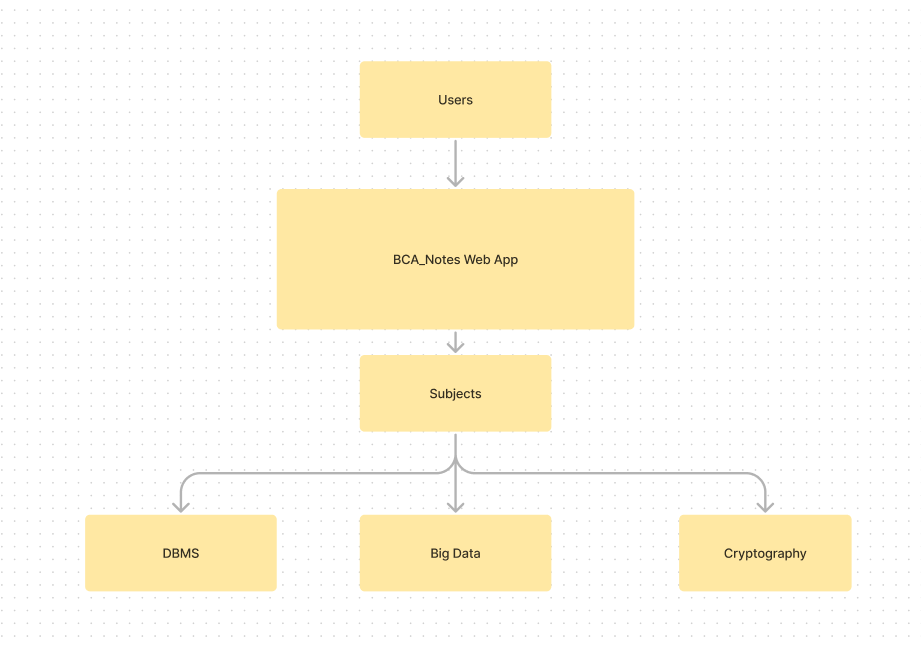 Users
BCA_Notes Web App
Subjects
DBMS
Big Data
Cryptography